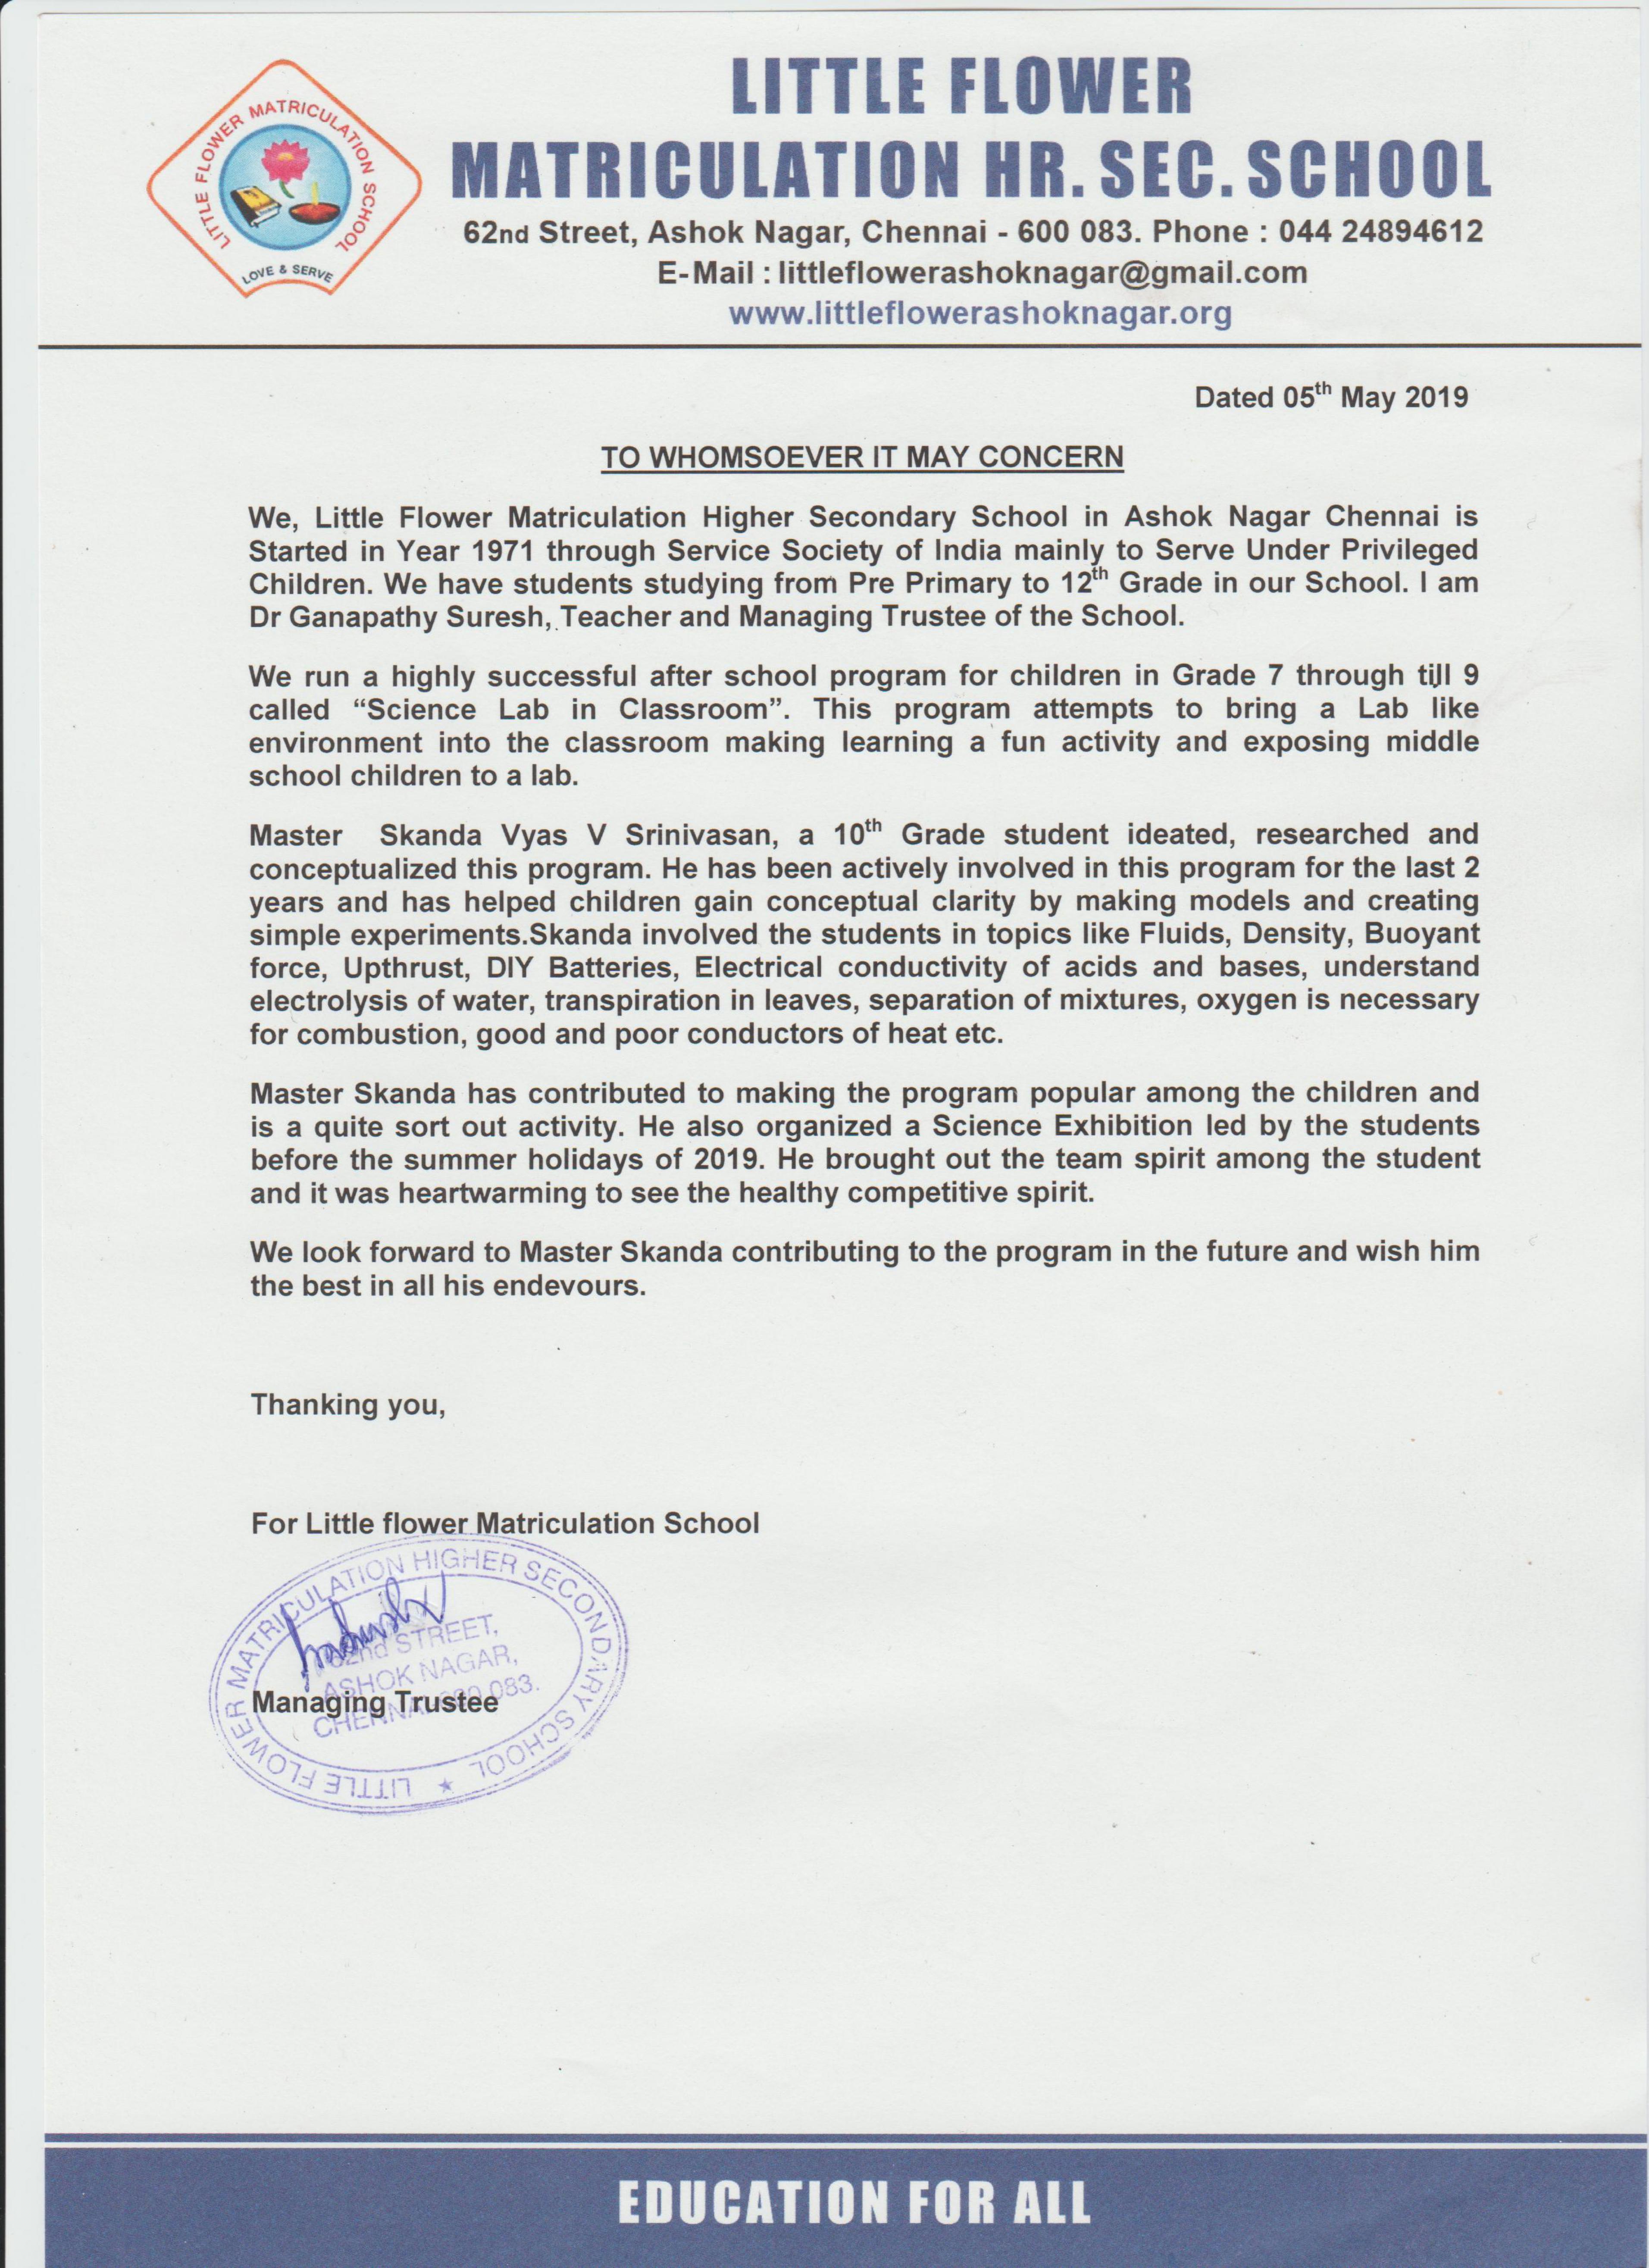 LITTLE FLOWER MATRICULATION SCHOOL
LOVE & SERVE
LITTLE FLOWER
MATRICULATION HR. SEC. SCHOOL
62nd Street, Ashok Nagar, Chennai - 600 083. Phone : 044 24894612
E-Mail : littleflowerashoknagar@gmail.com
www.littleflowerashoknagar.org
Dated 05th May 2019
TO WHOMSOEVER IT MAY CONCERN
We, Little Flower Matriculation Higher Secondary School in Ashok Nagar Chennai is
Started in Year 1971 through Service Society of India mainly to Serve Under Privileged
Children. We have students studying from Pre Primary to 12th Grade in our School. I am
Dr Ganapathy Suresh, Teacher and Managing Trustee of the School.
We run a highly successful after school program for children in Grade 7 through till 9
called “Science Lab in Classroom”. This program attempts to bring a Lab like
environment into the classroom making learning a fun activity and exposing middle
school children to a lab.
Master Skanda Vyas V Srinivasan, a 10th Grade student ideated, researched and
conceptualized this program. He has been actively involved in this program for the last 2
years and has helped children gain conceptual clarity by making models and creating
simple experiments.Skanda involved the students in topics like Fluids, Density, Buoyant
force, Upthrust, DIY Batteries, Electrical conductivity of acids and bases, understand
electrolysis of water, transpiration in leaves, separation of mixtures, oxygen is necessary
for combustion, good and poor conductors of heat etc.
Master Skanda has contributed to making the program popular among the children and
is a quite sort out activity. He also organized a Science Exhibition led by the students
before the summer holidays of 2019. He brought out the team spirit among the student
and it was heartwarming to see the healthy competitive spirit.
We look forward to Master Skanda contributing to the program in the future and wish him
the best in all his endevours.
Thanking you,
For Little flower Matriculation School
LITTLE FLOWER MATRICULATION HIGHER SECONDARY SCHOOL
62nd STREET,
ASHOK NAGAR,
CHENNAI-600 083.
Managing Trustee
EDUCATION FOR ALL